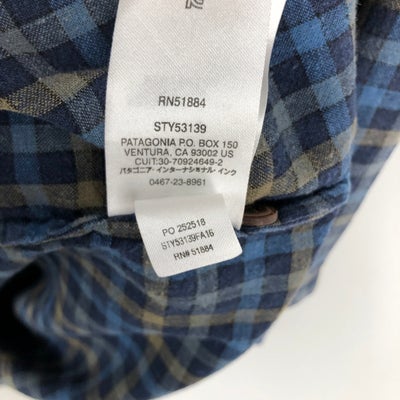 RN51884
STY53139
PATAGONIA P.O. BOX 150
VENTURA, CA 93002 US
CUIT:30-70924649-2
パタゴニア・インターナショナル・インク
0467-23-8961
PO 252518
STY53139FA16
RN# 51884